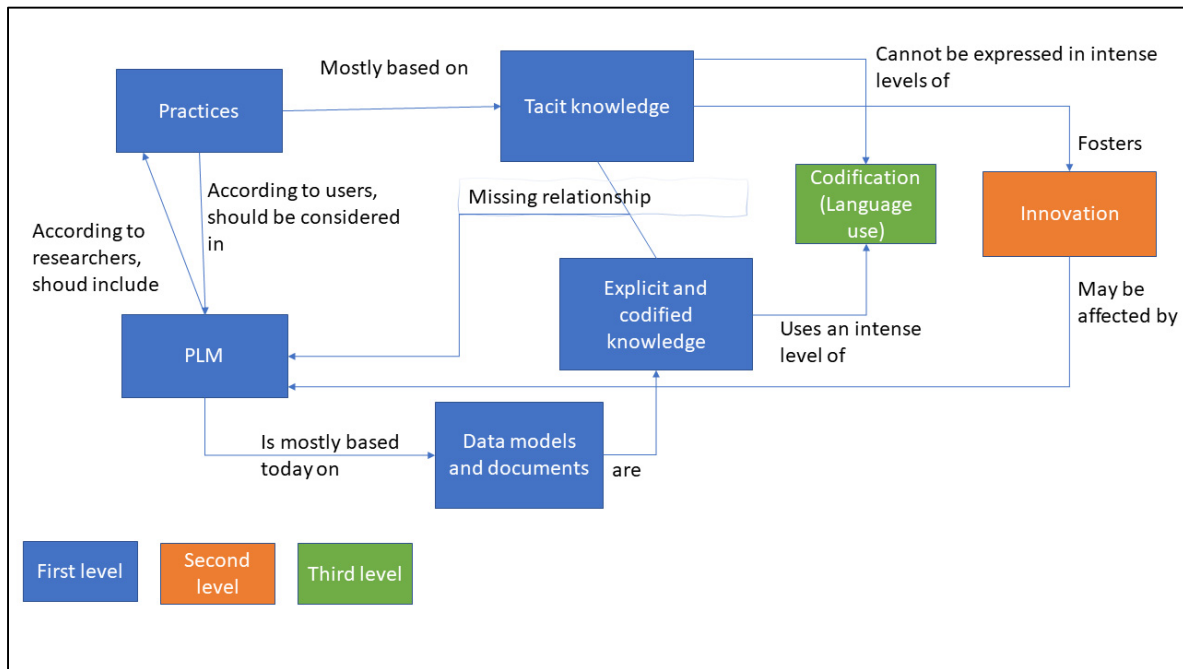 Mostly based on
Practices
Tacit knowledge
Cannot be expressed in intense
levels of
Fosters
According to users,
should be considered
in
Missing relationship
Codification
(Language
use)
Innovation
According to
researchers,
shoud include
Explicit and
codified
knowledge
Uses an intense
level of
May be
affected by
PLM
Is mostly based
today on
Data models
and documents
are
First level
Second
level
Third level